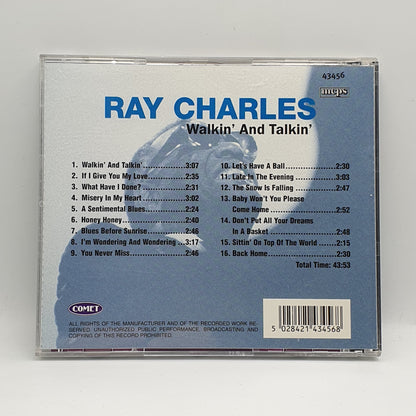 43456
mcps
RAY CHARLES
Walkin' And Talkin'
1. Walkin' And Talkin'..............3:07
2. If I Give You My Love..........2:35
3. What Have I Done?............2:31
4. Misery In My Heart.............2:02
5. A Sentimental Blues...........2:24
6. Honey Honey......................2:40
7. Blues Before Sunrise.........2:46
8. I'm Wondering And Wondering ..3:17
9. You Never Miss...................2:46
10. Let's Have A Ball................2:30
11. Late In The Evening............3:03
12. The Snow Is Falling............2:47
13. Baby Won't You Please
Come Home.........................2:52
14. Don't Put All Your Dreams
In A Basket..........................2:48
15. Sittin' On Top Of The World.......2:15
16. Back Home..........................2:30
Total Time: 43:53
COMET
ALL RIGHTS OF THE MANUFACTURER AND OF THE RECORDED WORK RE-
SERVED. UNAUTHORIZED PUBLIC PERFORMANCE, BROADCASTING AND
COPYING OF THIS RECORD PROHIBITED.
5 028421 434568